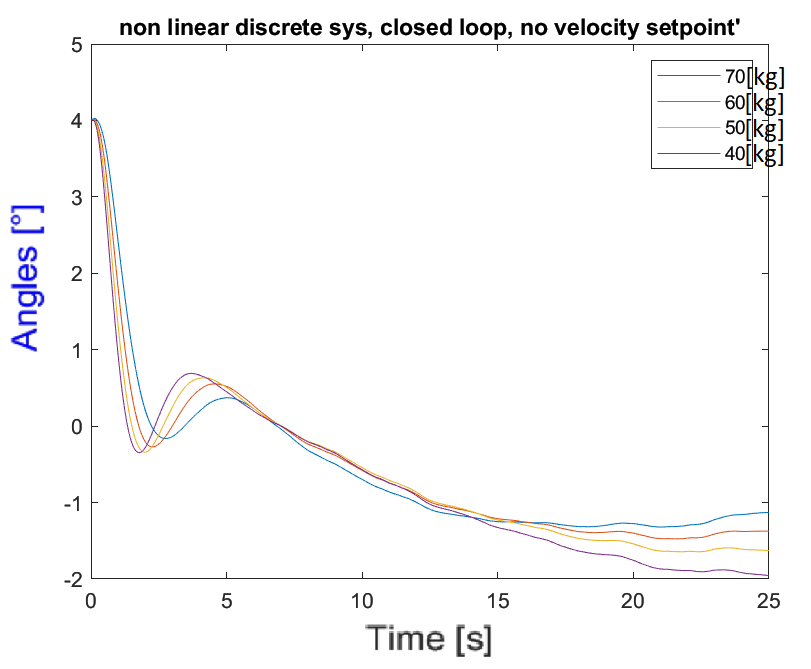 non linear discrete sys, closed loop, no velocity setpoint'
70[kg]
60[kg]
50[kg]
40[kg]
Angles [°]
5
4
3
2
1
0
-1
-2
0 5 10 15 20 25
Time [s]